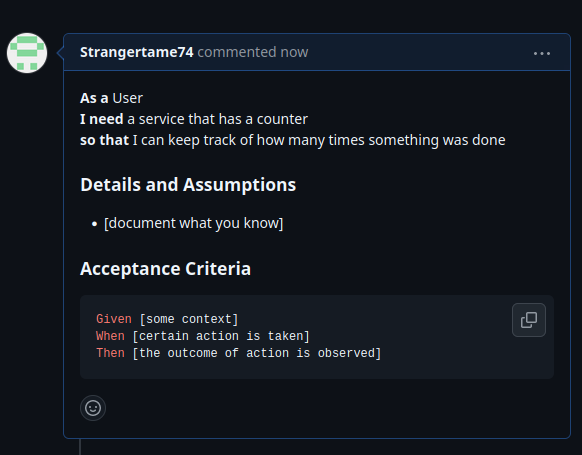 Strangertame74 commented now
As a User
I need a service that has a counter
so that I can keep track of how many times something was done
Details and Assumptions
• [document what you know]
Acceptance Criteria
Given [some context]
When [certain action is taken]
Then [the outcome of action is observed]